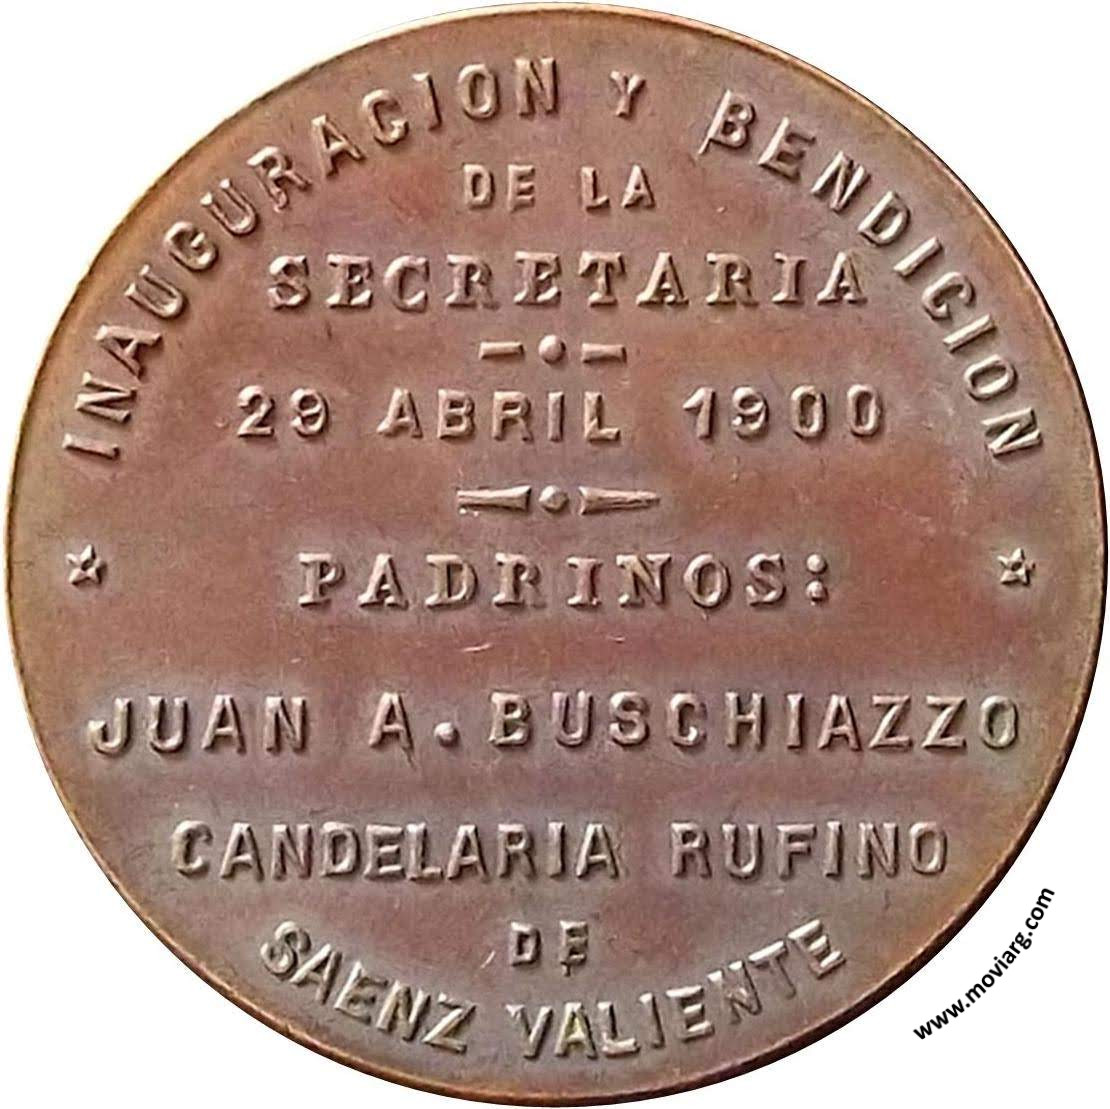 INAUGURACION Y BENDICION
DE LA
SECRETARIA
29 ABRIL 1900
PADRINOS:
JUAN A. BUSCHIAZZO
CANDELARIA RUFINO
DE
SAENZ VALIENTE
www.moviarg.com